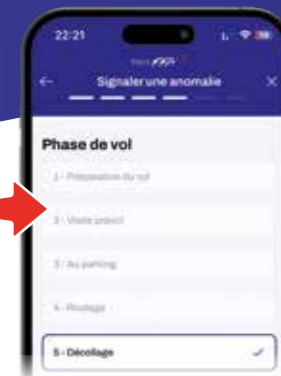 22:21
Signaler une anomalie
Phase de vol
1 - Préparation du vol
2 - Visite prévol
3 - Au parking
4 - Roulage
5 - Décollage